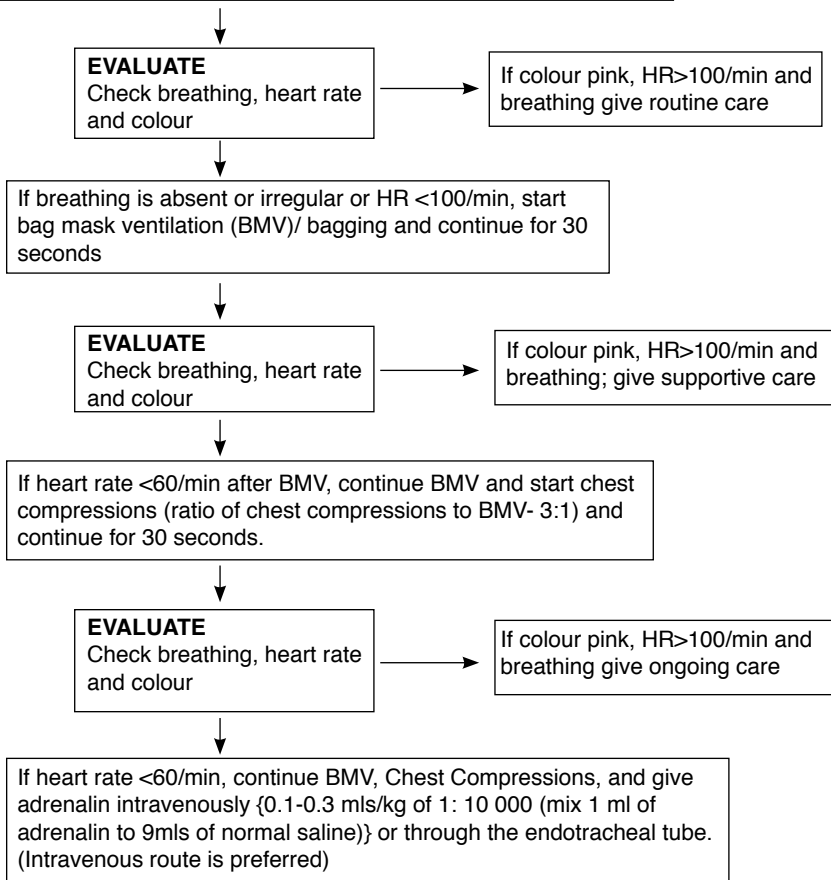 EVALUATE
Check breathing, heart rate
and colour
If colour pink, HR>100/min and
breathing give routine care
If breathing is absent or irregular or HR <100/min, start
bag mask ventilation (BMV)/ bagging and continue for 30
seconds
EVALUATE
Check breathing, heart rate
and colour
If colour pink, HR>100/min and
breathing; give supportive care
If heart rate <60/min after BMV, continue BMV and start chest
compressions (ratio of chest compressions to BMV- 3:1) and
continue for 30 seconds.
EVALUATE
Check breathing, heart rate
and colour
If colour pink, HR>100/min and
breathing give ongoing care
If heart rate <60/min, continue BMV, Chest Compressions, and give
adrenalin intravenously {0.1-0.3 mls/kg of 1: 10 000 (mix 1 ml of
adrenalin to 9mls of normal saline)} or through the endotracheal tube.
(Intravenous route is preferred)